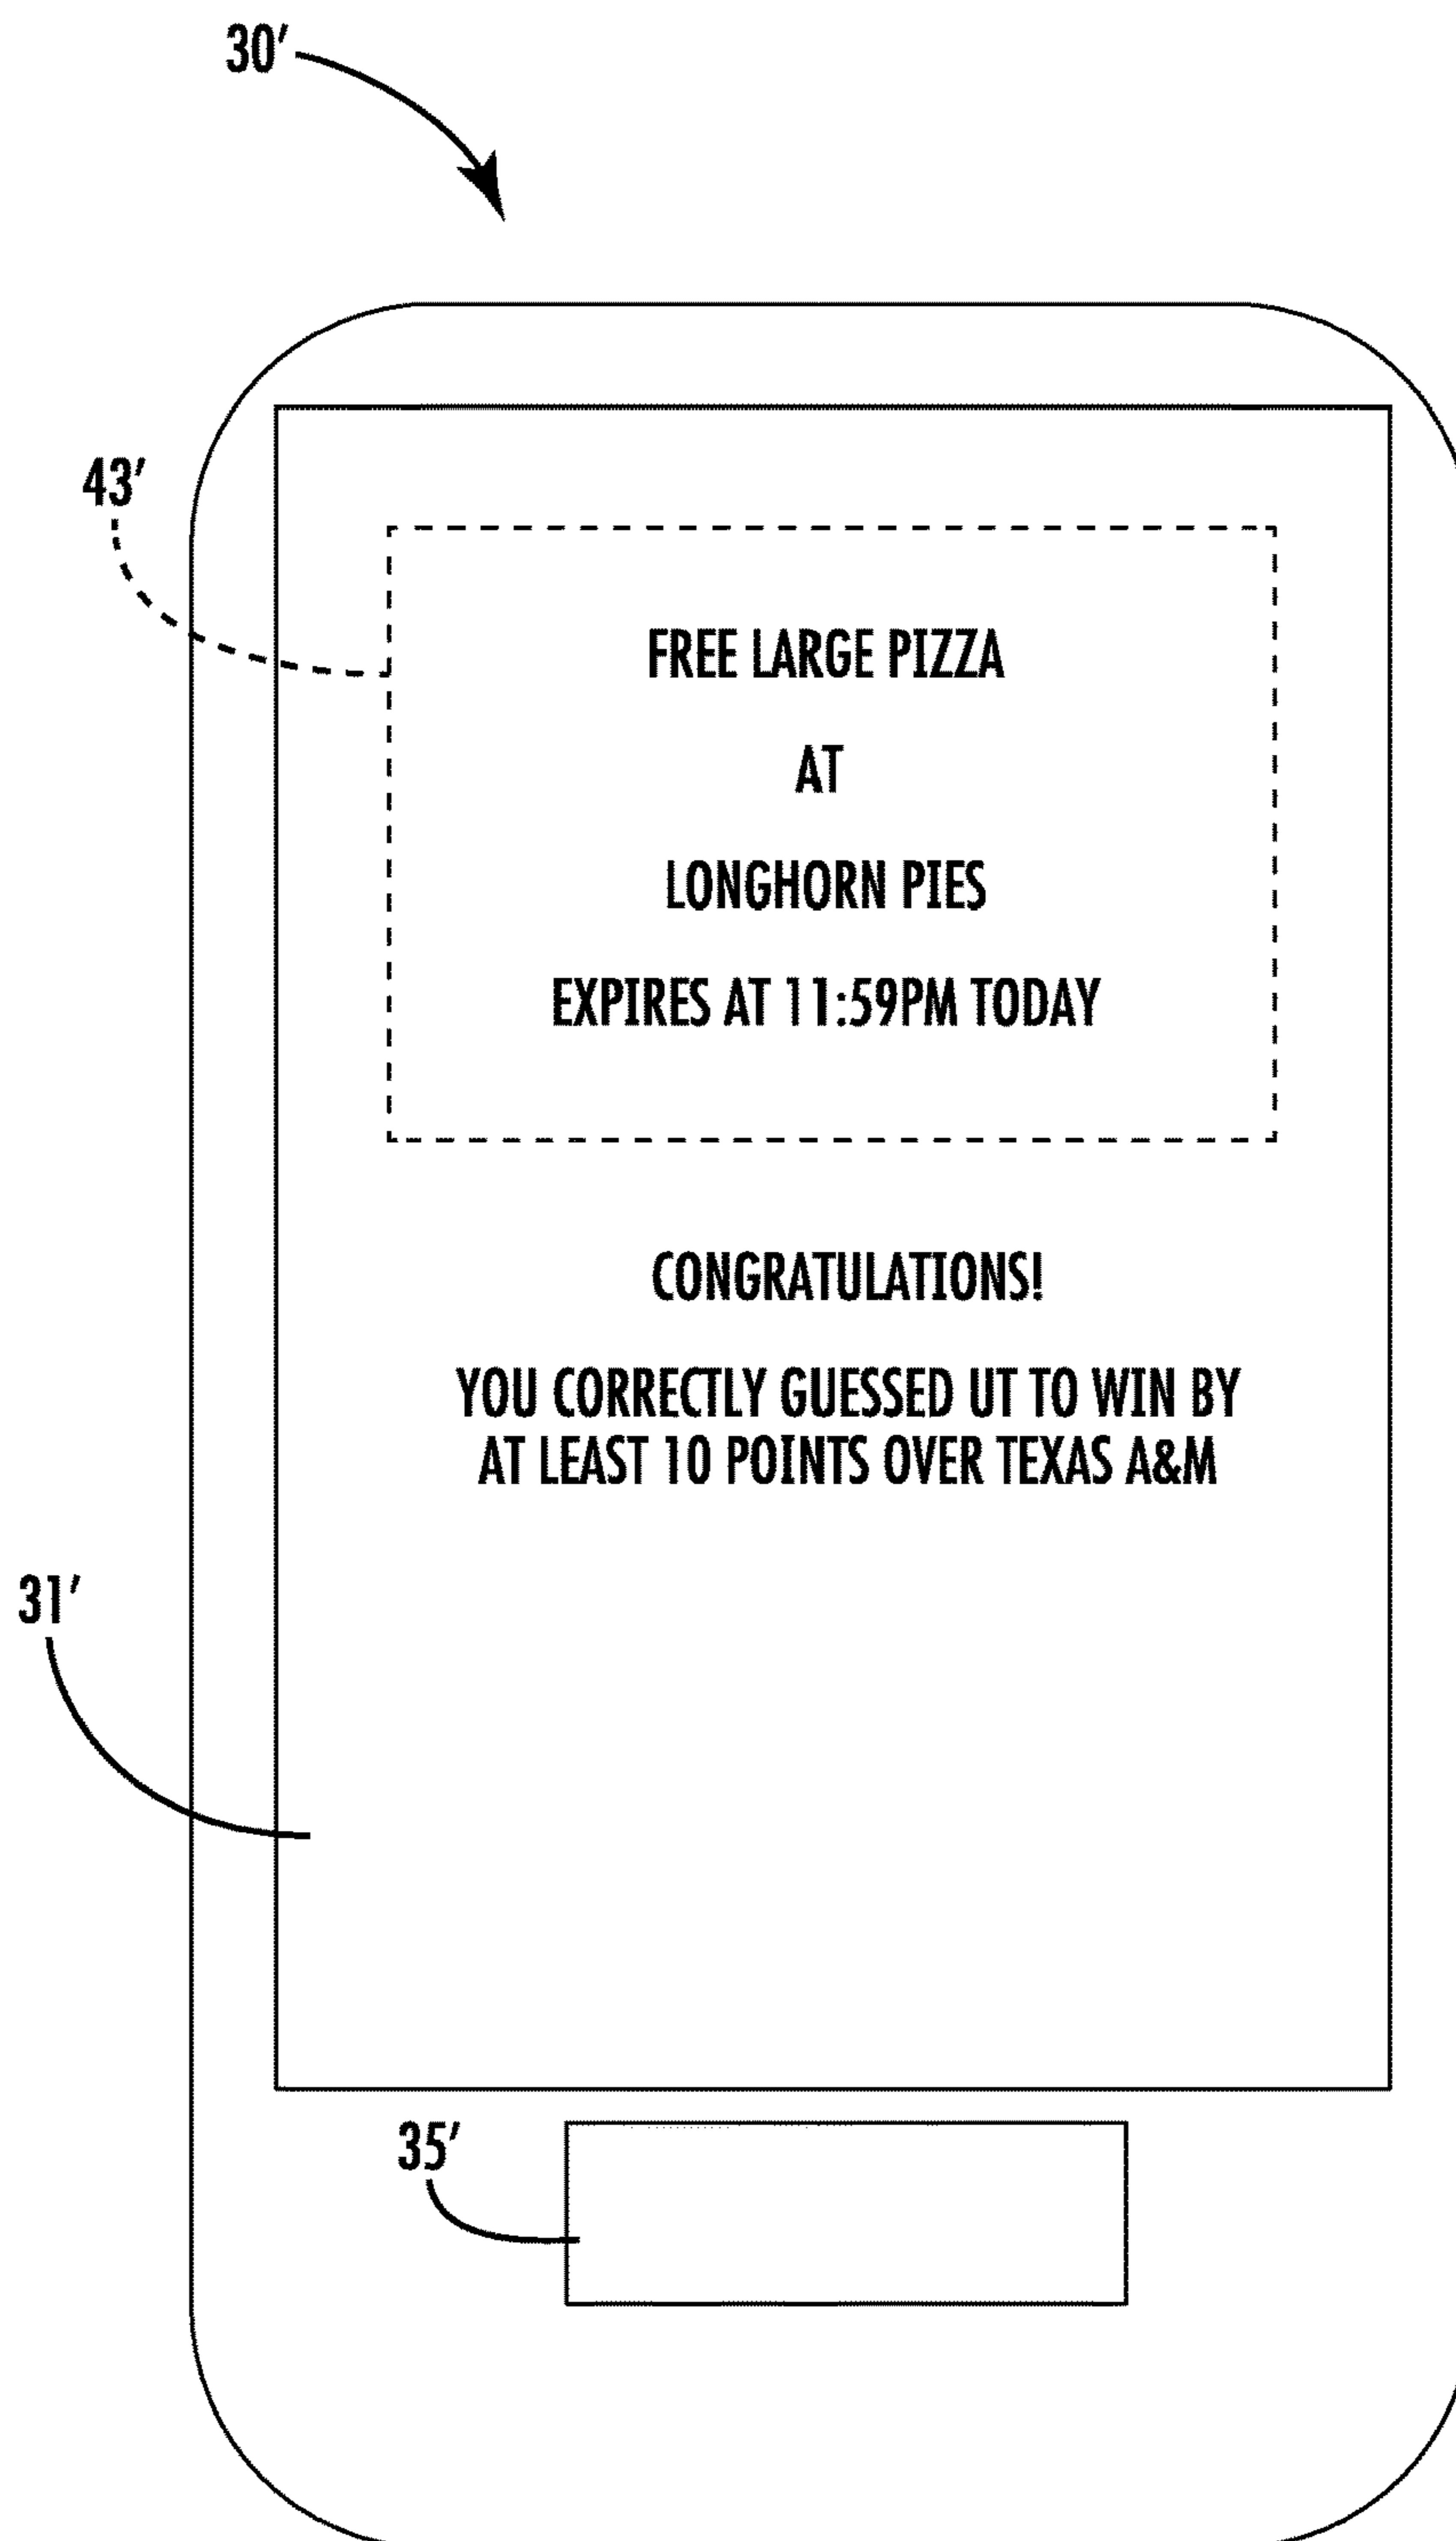 30′
43′
FREE LARGE PIZZA
AT
LONGHORN PIES
EXPIRES AT 11:59PM TODAY
CONGRATULATIONS!
YOU CORRECTLY GUESSED UT TO WIN BY
AT LEAST 10 POINTS OVER TEXAS A&M
31′
35′